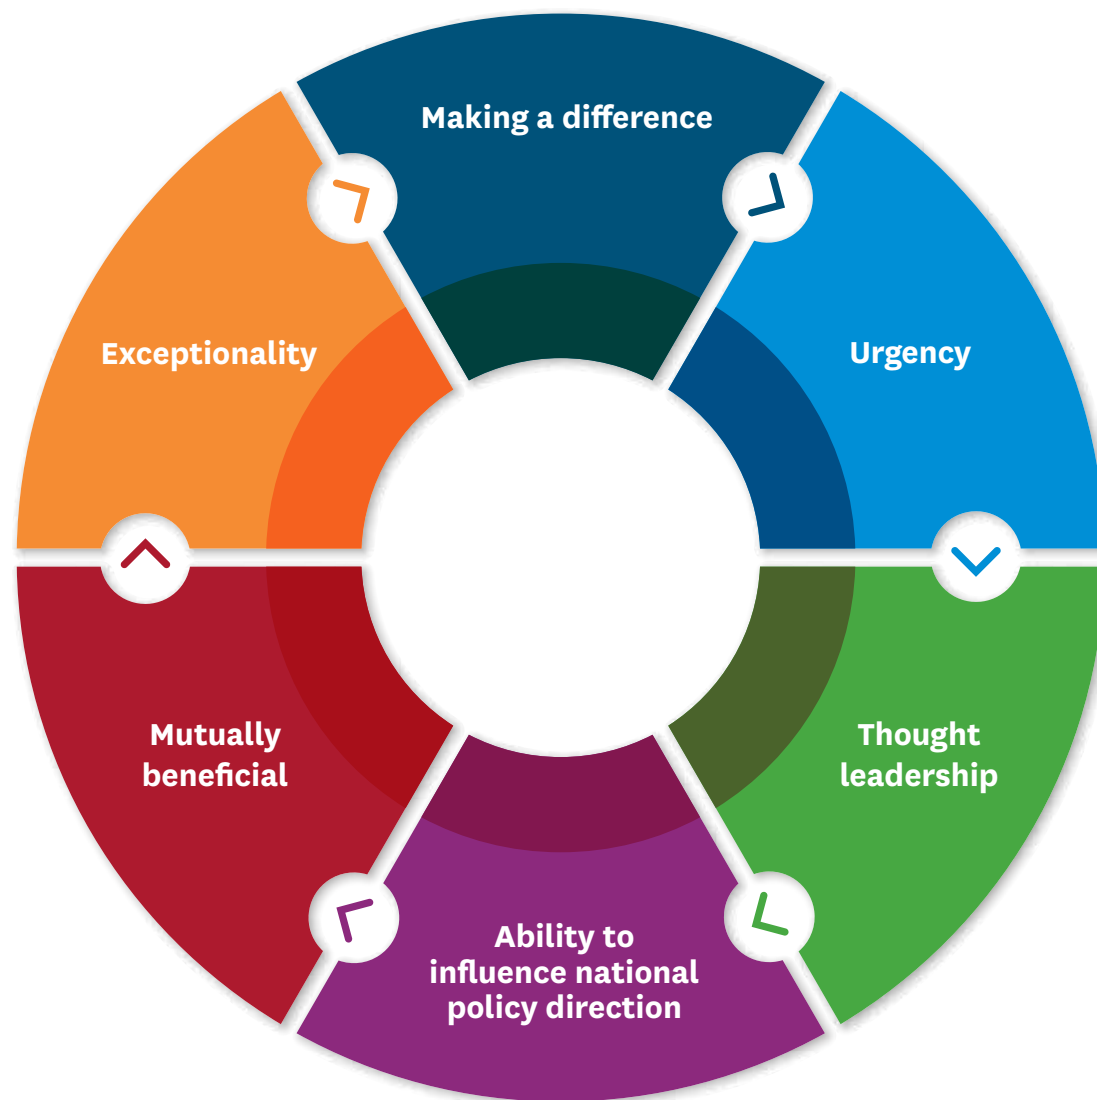 Making a difference
Urgency
Thought
leadership
Ability to
influence national
policy direction
Mutually
beneficial
Exceptionality